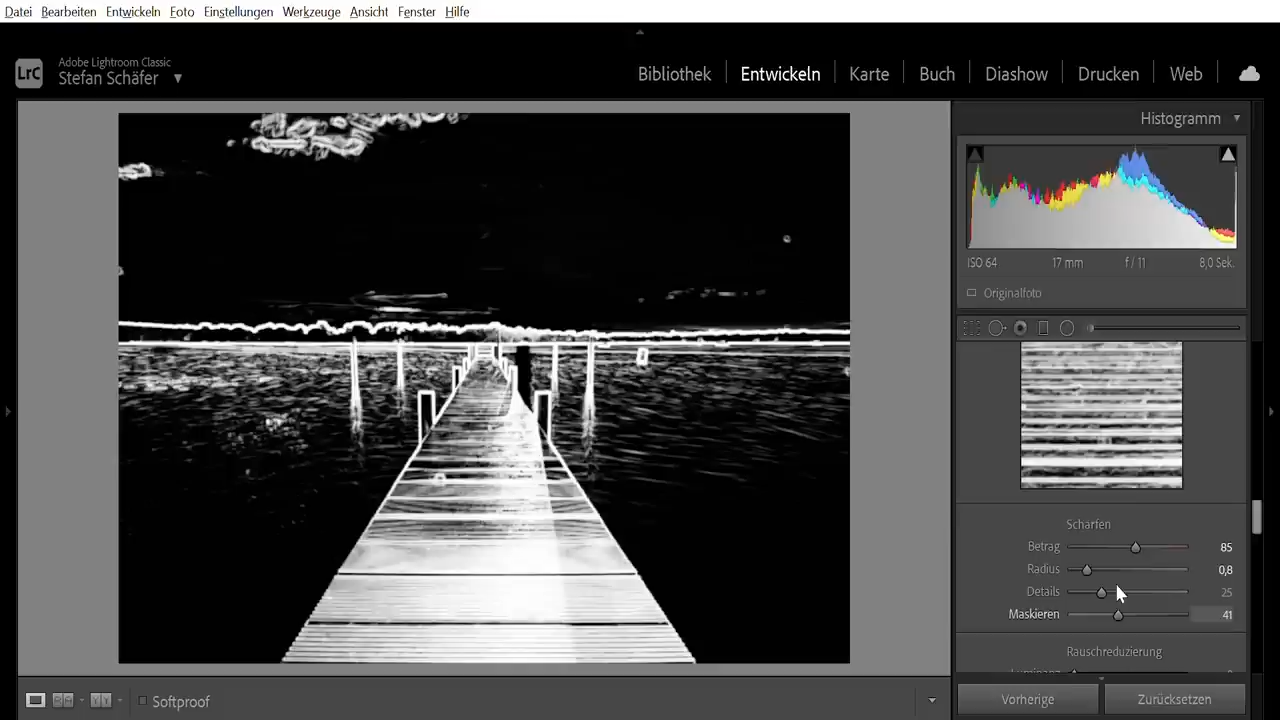 Datei Bearbeiten Entwickeln Foto Einstellungen Werkzeuge Ansicht Fenster Hilfe
LrC
Adobe Lightroom Classic
Stefan Schäfer
Bibliothek Entwickeln Karte Buch Diashow Drucken Web
Histogramm
ISO 64 17 mm f / 11 8,0 Sek.
Originalfoto
Schärfen
Betrag 85
Radius 0,8
Details 25
Maskieren 41
Rauschreduzierung
Luminanz
Softproof
Vorherige Zurücksetzen